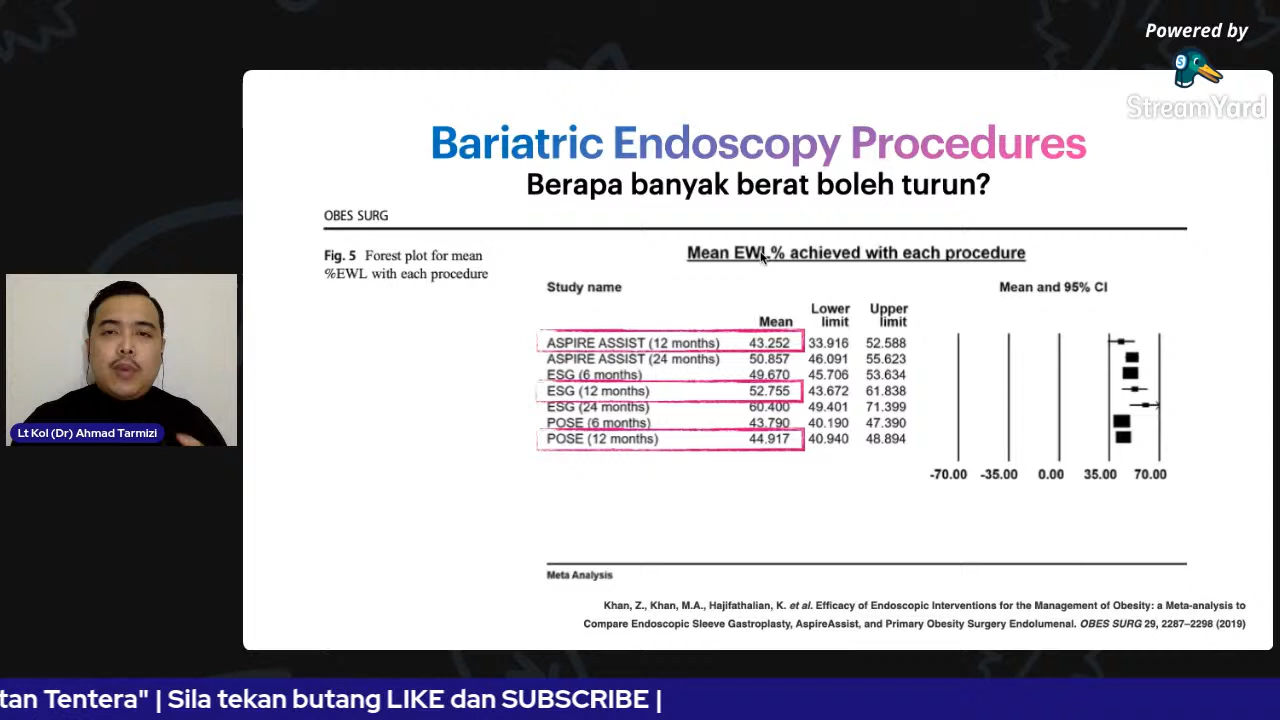 Powered by
StreamYard
Bariatric Endoscopy Procedures
Berapa banyak berat boleh turun?
OBES SURG
Fig. 5 Forest plot for mean
%EWL with each procedure
Mean EWL% achieved with each procedure
Study name
Mean and 95% CI
Mean Lower limit Upper limit
ASPIRE ASSIST (12 months) 43.252 33.916 52.588
ASPIRE ASSIST (24 months) 50.857 46.091 55.623
ESG (6 months) 49.670 45.706 53.634
ESG (12 months) 52.755 43.672 61.838
ESG (24 months) 60.400 49.401 71.399
POSE (6 months) 43.790 40.190 47.390
POSE (12 months) 44.917 40.940 48.894
-70.00 -35.00 0.00 35.00 70.00
Meta Analysis
Khan, Z., Khan, M.A., Hajifathalian, K. et al. Efficacy of Endoscopic Interventions for the Management of Obesity: a Meta-analysis to
Compare Endoscopic Sleeve Gastroplasty, AspireAssist, and Primary Obesity Surgery Endolumenal. OBES SURG 29, 2287–2298 (2019)
Lt Kol (Dr) Ahmad Tarmizi
tan Tentera" | Sila tekan butang LIKE dan SUBSCRIBE |